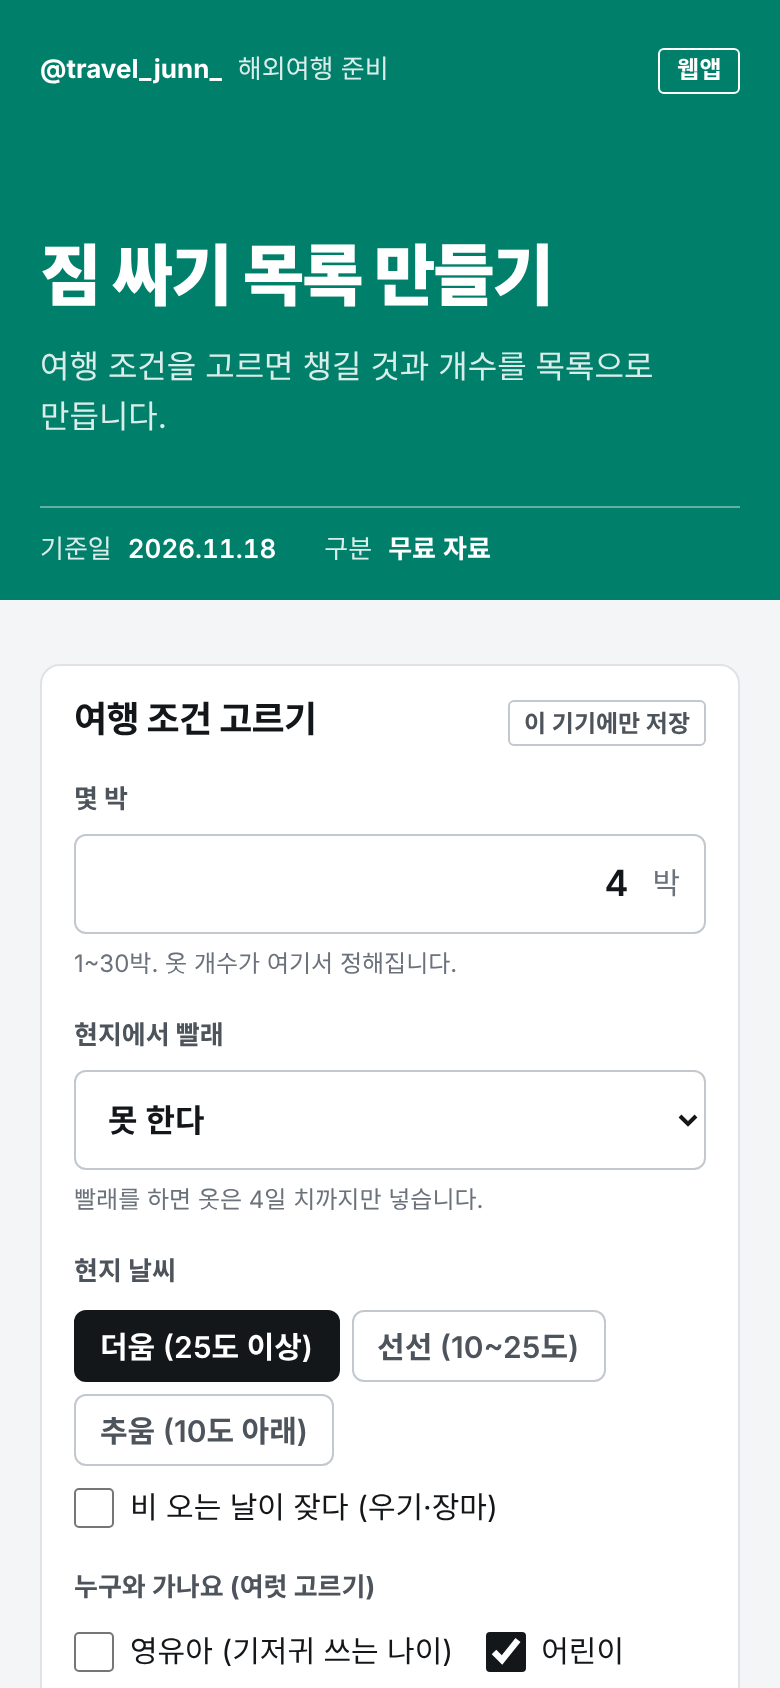 @travel_junn_ 해외여행 준비
웹앱
짐 싸기 목록 만들기
여행 조건을 고르면 챙길 것과 개수를 목록으로
만듭니다.
기준일 2026.11.18 구분 무료 자료
여행 조건 고르기
이 기기에만 저장
몇 박
4 박
1~30박. 옷 개수가 여기서 정해집니다.
현지에서 빨래
못 한다
빨래를 하면 옷은 4일 치까지만 넣습니다.
현지 날씨
더움 (25도 이상) 선선 (10~25도)
추움 (10도 아래)
비 오는 날이 잦다 (우기·장마)
누구와 가나요 (여럿 고르기)
영유아 (기저귀 쓰는 나이) 어린이